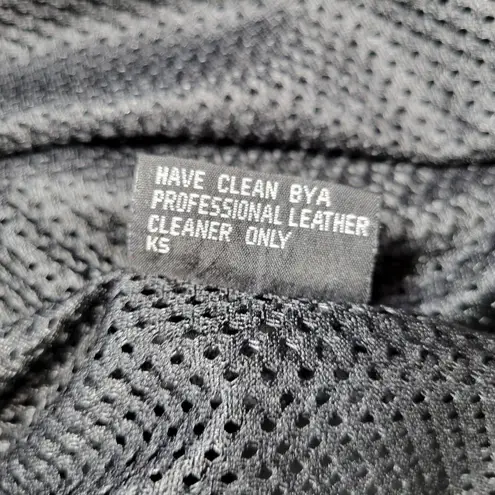 HAVE CLEAN BYA
PROFESSIONAL LEATHER
CLEANER ONLY
KS